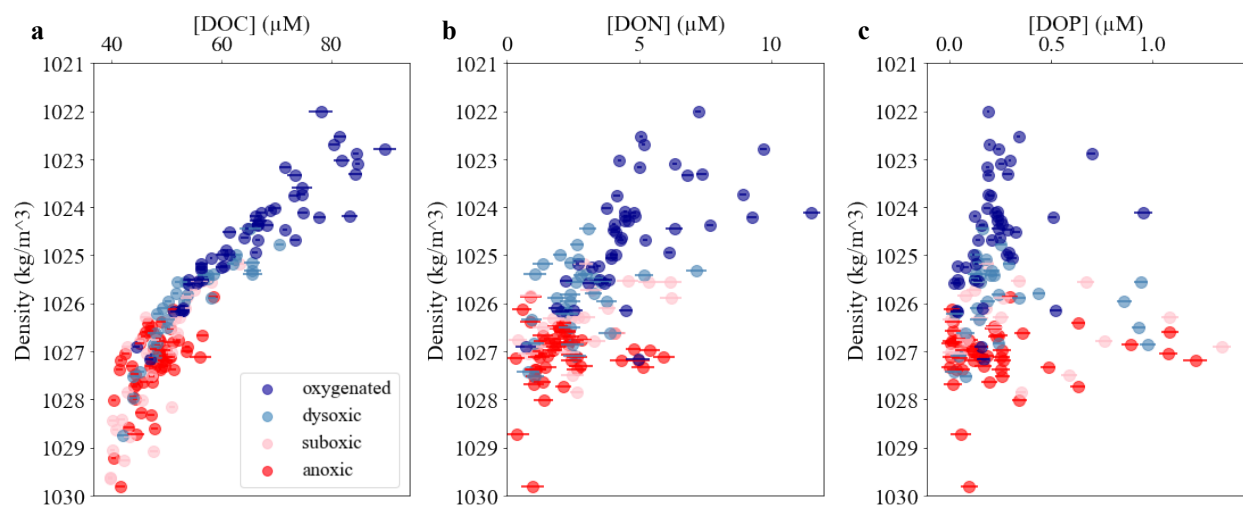 a
[DOC] (μM)
40 60 80
Density (kg/m^3)
1021
1022
1023
1024
1025
1026
1027
1028
1029
1030
oxygenated
dysoxic
suboxic
anoxic
b
[DON] (μM)
0 5 10
Density (kg/m^3)
1021
1022
1023
1024
1025
1026
1027
1028
1029
1030
c
[DOP] (μM)
0.0 0.5 1.0
Density (kg/m^3)
1021
1022
1023
1024
1025
1026
1027
1028
1029
1030